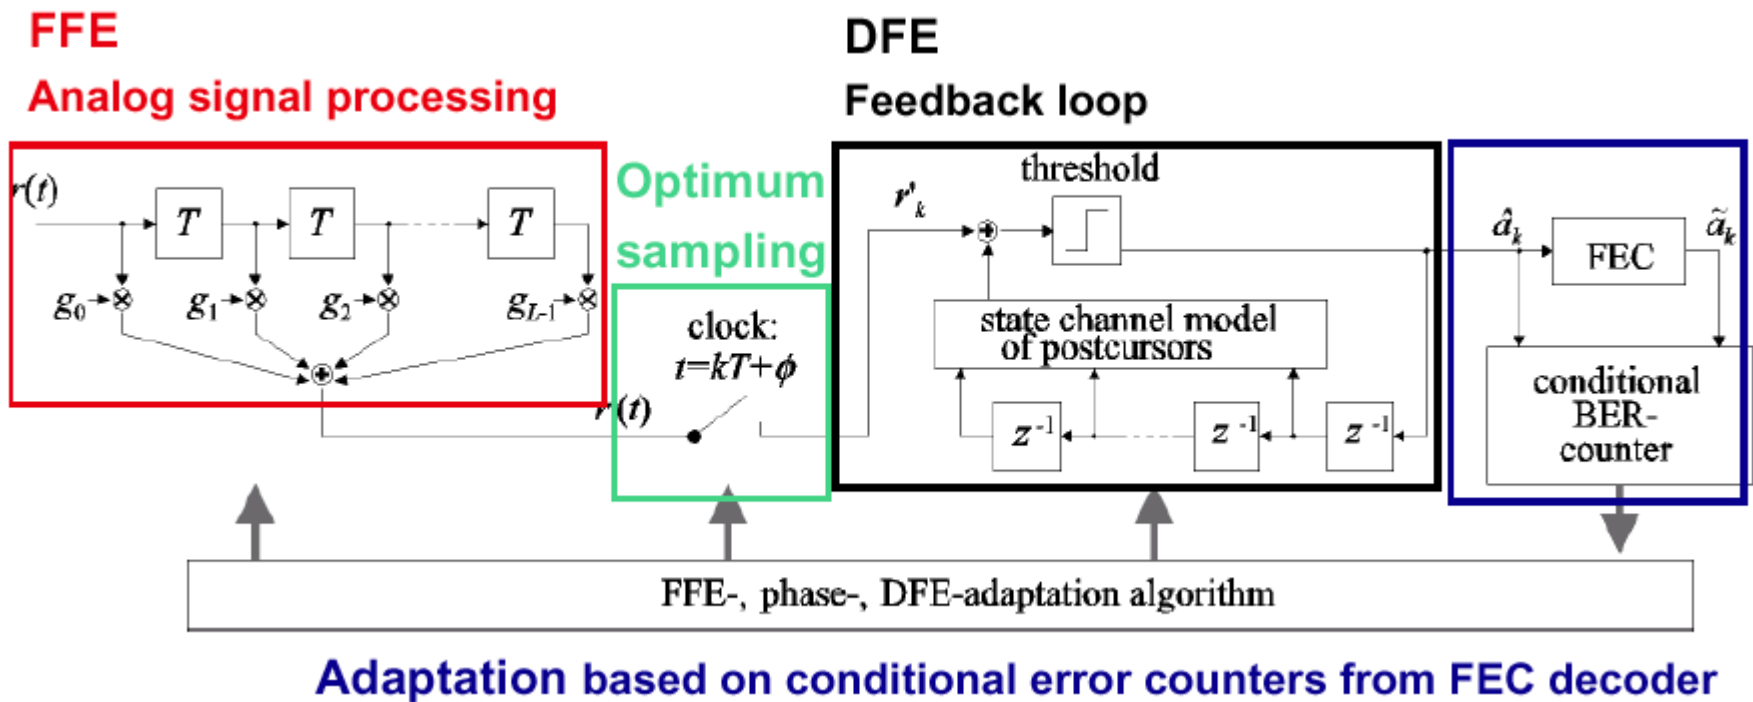 FFE
Analog signal processing
DFE
Feedback loop
r(t)
T
T
T
g0
g1
g2
gL-1
Optimum
sampling
clock:
t=kT+ϕ
r'(t)
r'k
threshold
state channel model
of postcursors
z -1
z -1
z -1
âk
FEC
ãk
conditional
BER-
counter
FFE-, phase-, DFE-adaptation algorithm
Adaptation based on conditional error counters from FEC decoder